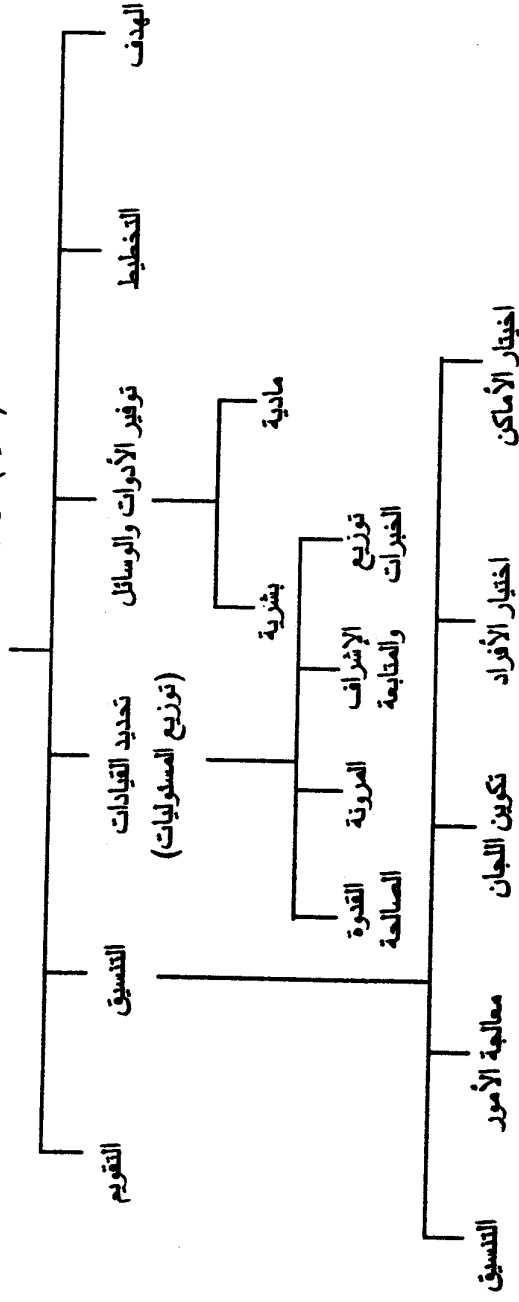 الهدف
التخطيط
توفير الأدوات والوسائل
تحديد القيادات
(توزيع المسئوليات)
التنسيق
التقويم
مادية
بشرية
توزيع
الخبرات
الإشراف
والمتابعة
المرونة
القدوة
الصالحة
اختيار الأماكن
اختيار الأفراد
تكوين اللجان
معالجة الأمور
التنسيق